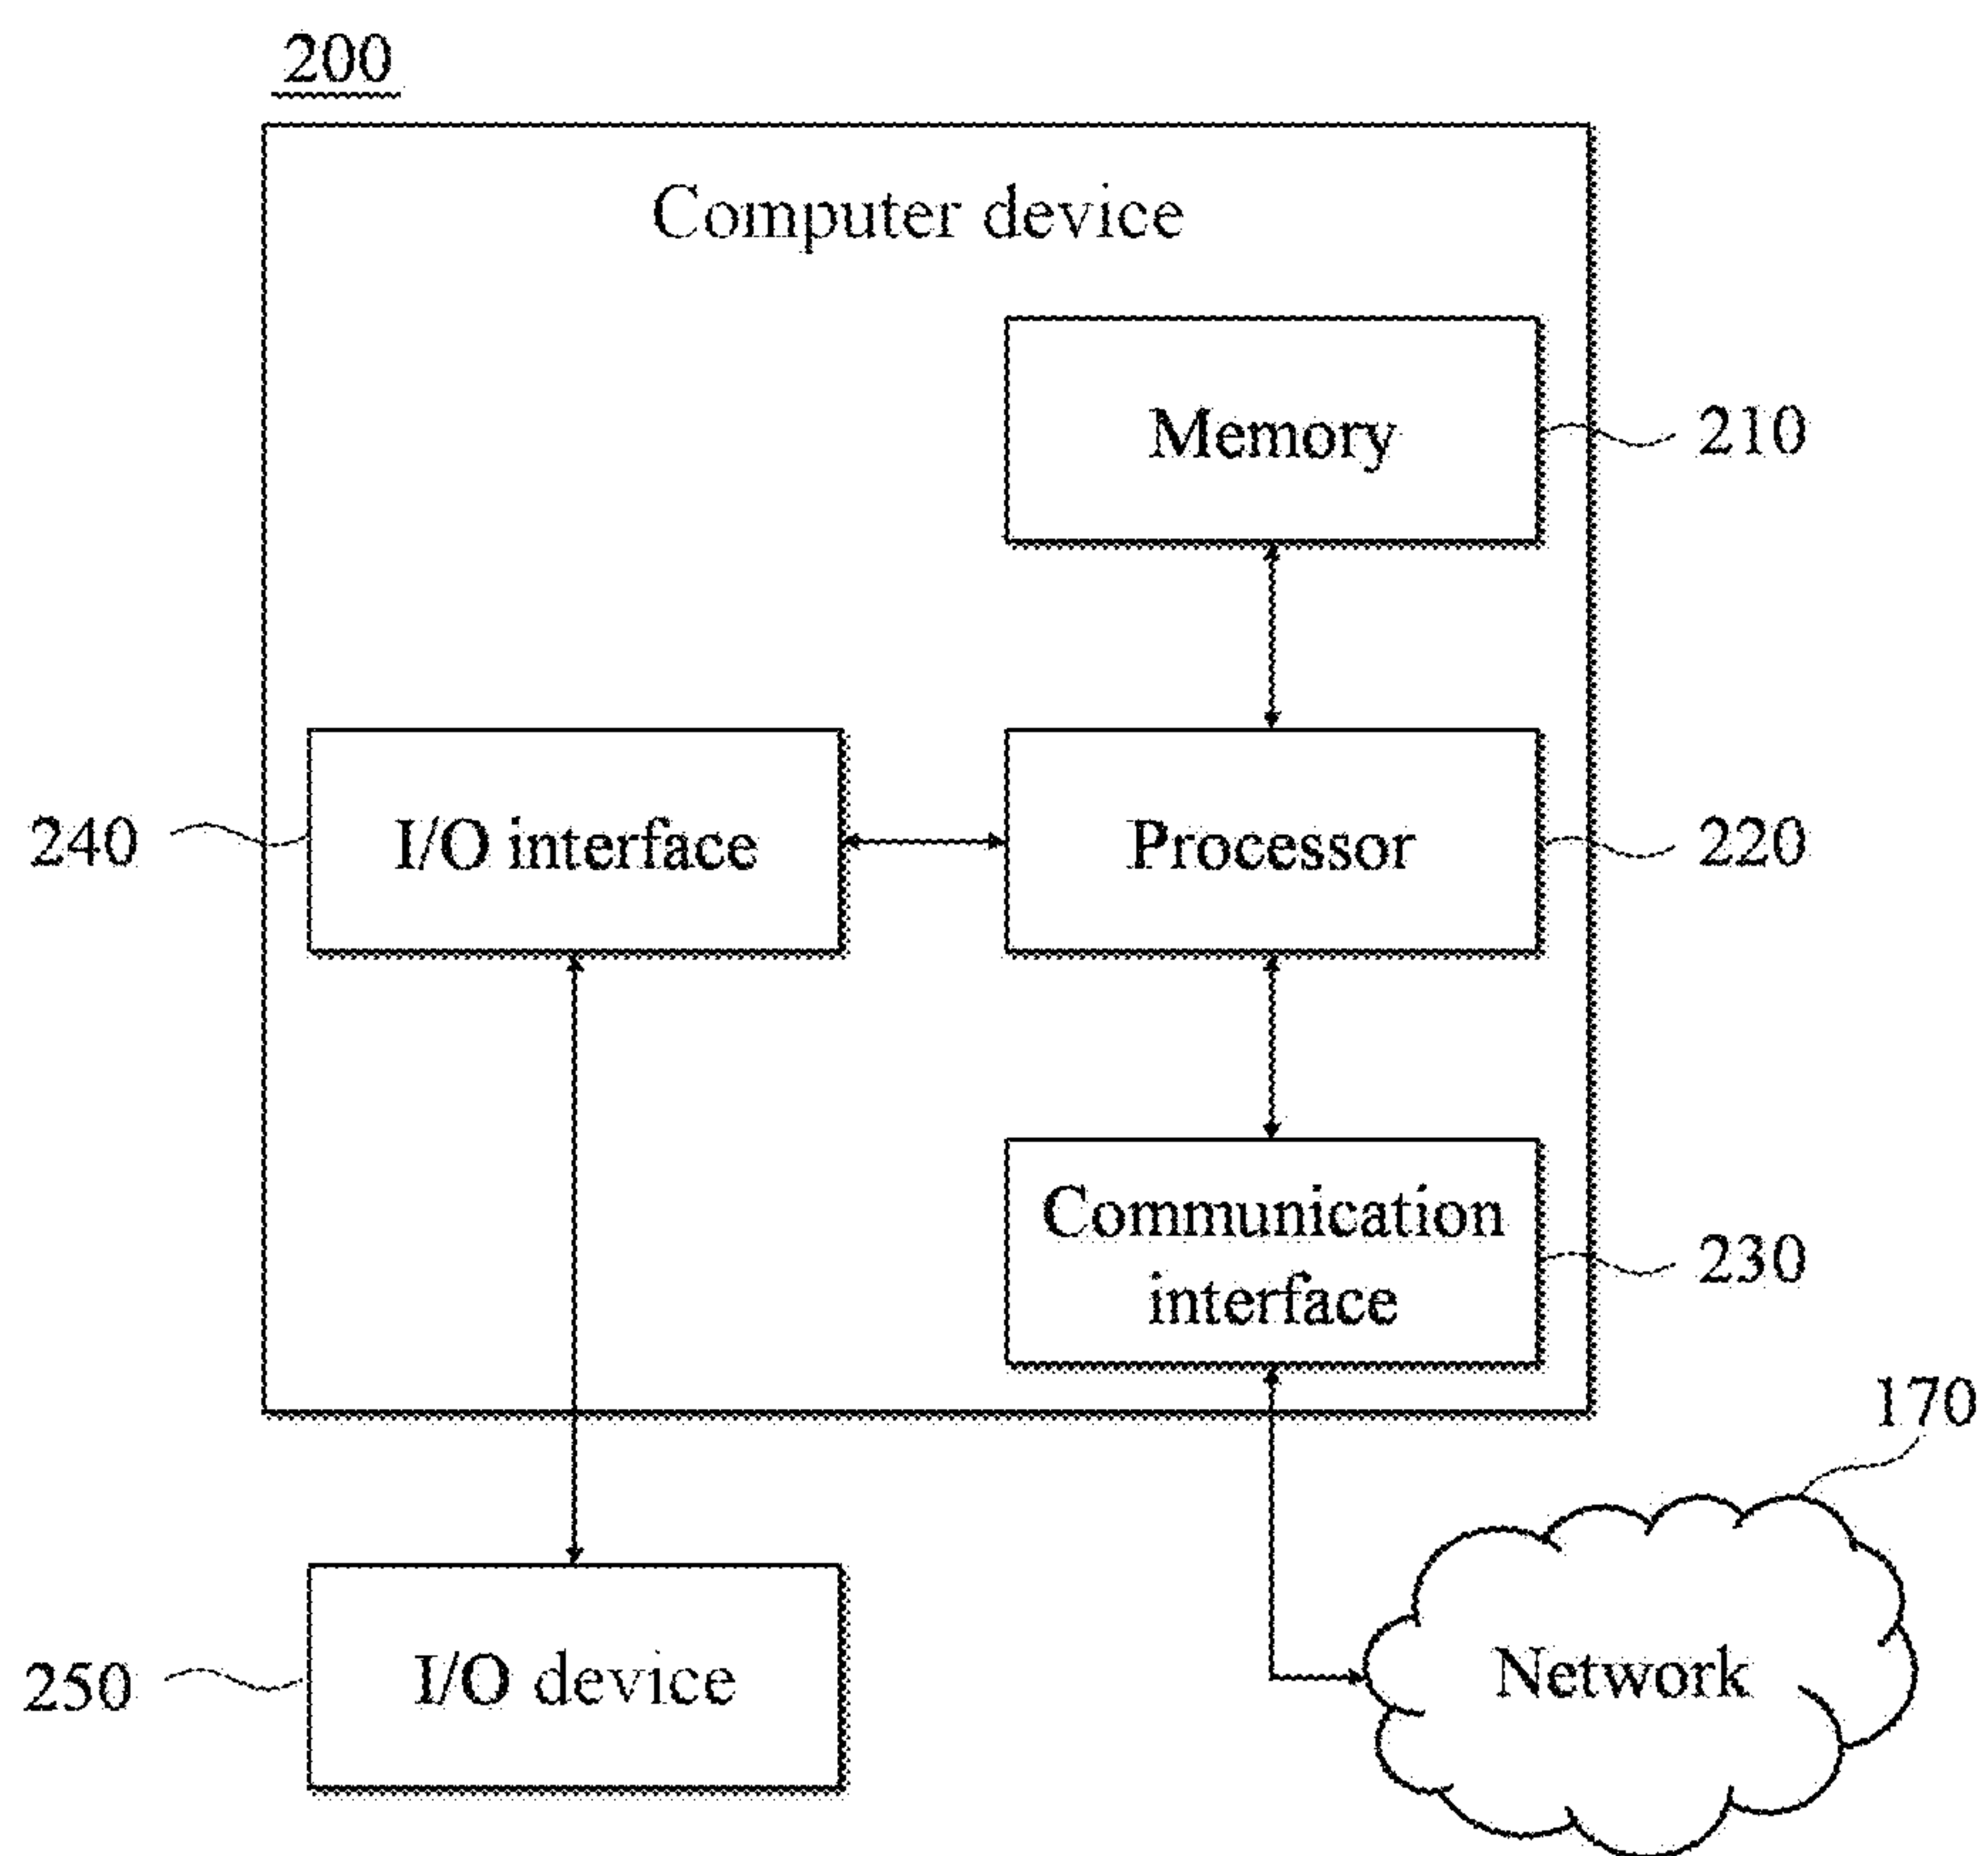 200
Computer device
Memory
210
240
I/O interface
Processor
220
Communication
interface
230
170
250
I/O device
Network